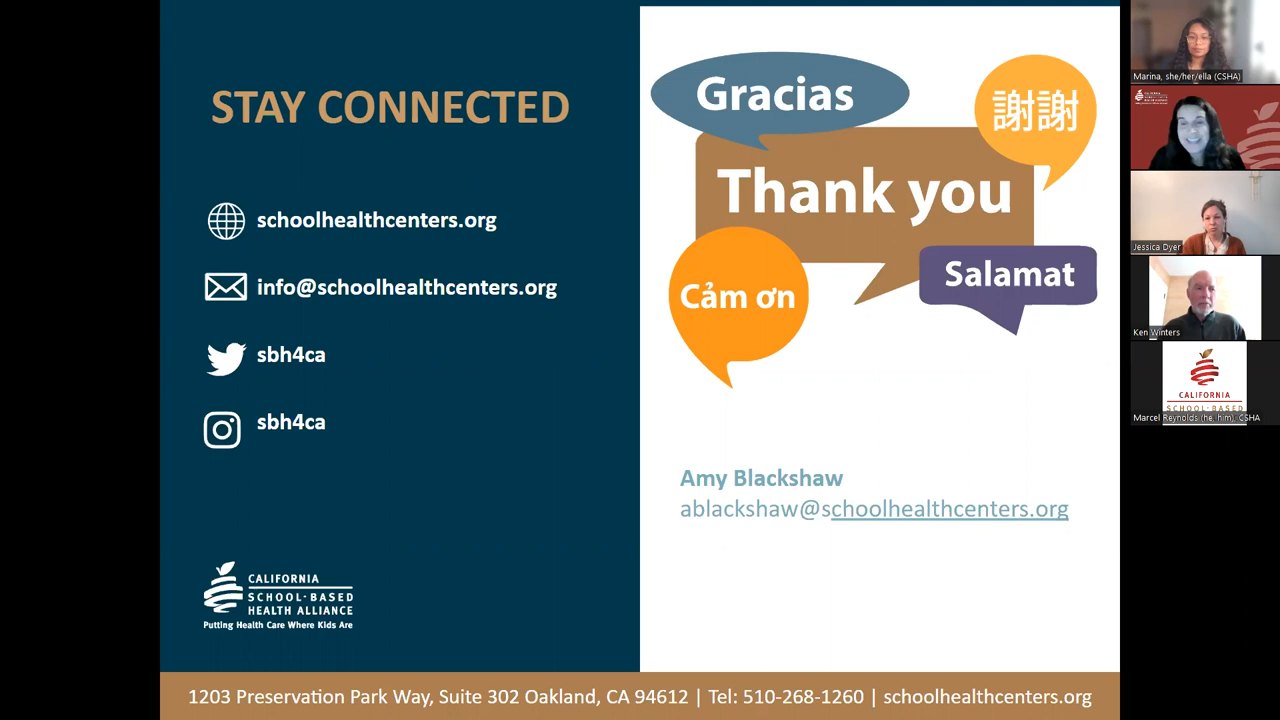 STAY CONNECTED
schoolhealthcenters.org
info@schoolhealthcenters.org
sbh4ca
sbh4ca
CALIFORNIA
SCHOOL-BASED
HEALTH ALLIANCE
Putting Health Care Where Kids Are
Gracias
謝謝
Thank you
Cảm ơn
Salamat
Amy Blackshaw
ablackshaw@schoolhealthcenters.org
1203 Preservation Park Way, Suite 302 Oakland, CA 94612 | Tel: 510-268-1260 | schoolhealthcenters.org
Marina, she/her/ella (CSHA)
Jessica Dyer
Ken Winters
CALIFORNIA
SCHOOL-BASED
Marcel Reynolds (he, him), CSHA